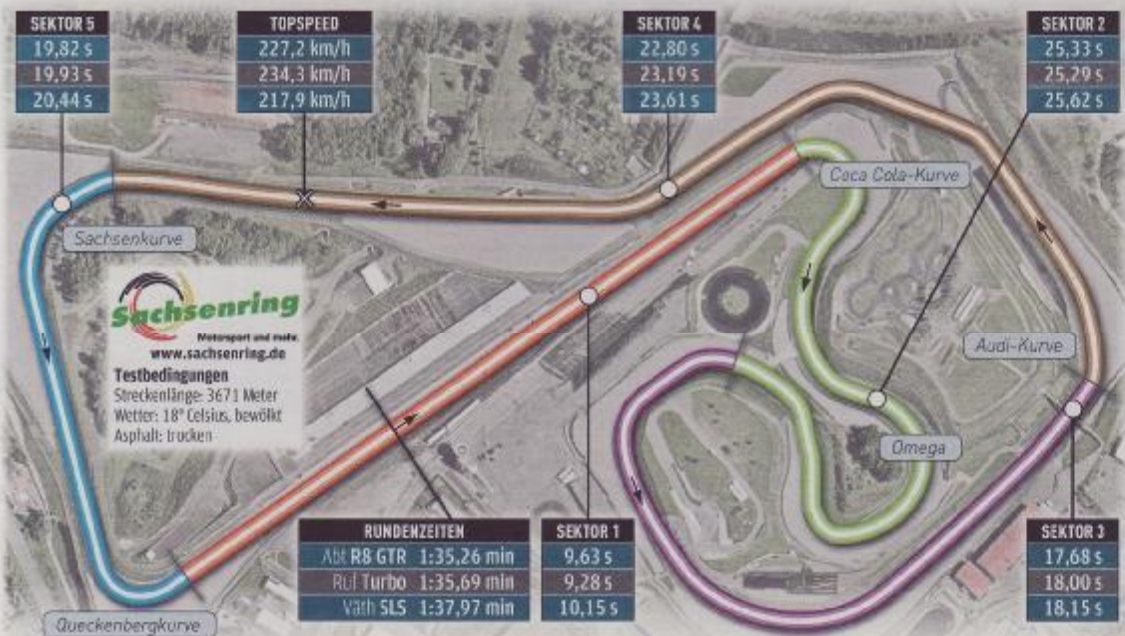 SEKTOR 5
19,82 s
19,93 s
20,44 s
TOPSPEED
227,2 km/h
234,3 km/h
217,9 km/h
SEKTOR 4
22,80 s
23,19 s
23,61 s
SEKTOR 2
25,33 s
25,29 s
25,62 s
Coca Cola-Kurve
Sachsenkurve
Sachsenring
Motorsport und mehr.
www.sachsenring.de
Testbedingungen
Streckenlänge: 3671 Meter
Wetter: 18° Celsius, bewölkt
Asphalt: trocken
Audi-Kurve
Omega
RUNDENZEITEN
Abt R8 GTR 1:35,26 min
Ruf Turbo 1:35,69 min
Väth SLS 1:37,97 min
SEKTOR 1
9,63 s
9,28 s
10,15 s
SEKTOR 3
17,68 s
18,00 s
18,15 s
Queckenbergkurve